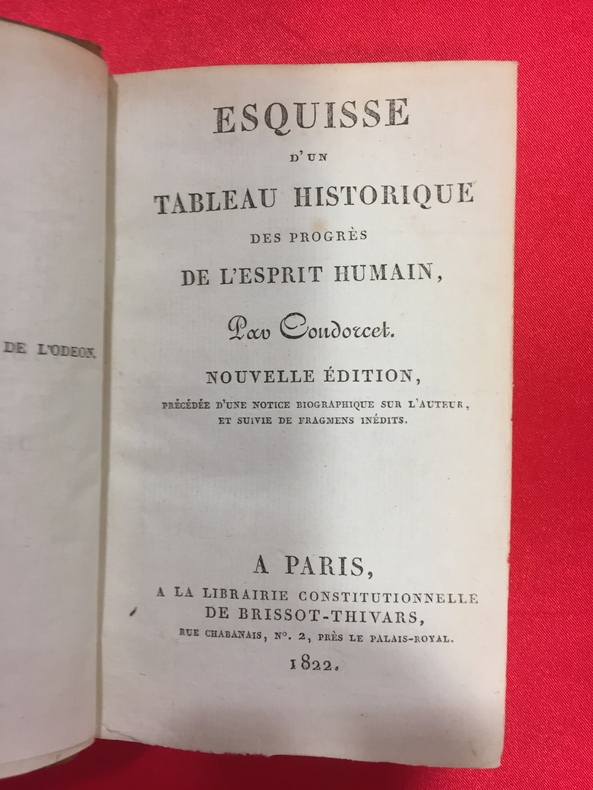 DE L'ODEON.
ESQUISSE
D'UN
TABLEAU HISTORIQUE
DES PROGRÈS
DE L'ESPRIT HUMAIN,
Par Condorcet.
NOUVELLE ÉDITION,
PRÉCÉDÉE D'UNE NOTICE BIOGRAPHIQUE SUR L'AUTEUR,
ET SUIVIE DE FRAGMENS INÉDITS.
A PARIS,
A LA LIBRAIRIE CONSTITUTIONNELLE
DE BRISSOT-THIVARS,
RUE CHABANAIS, N°. 2, PRÈS LE PALAIS-ROYAL.
1822.